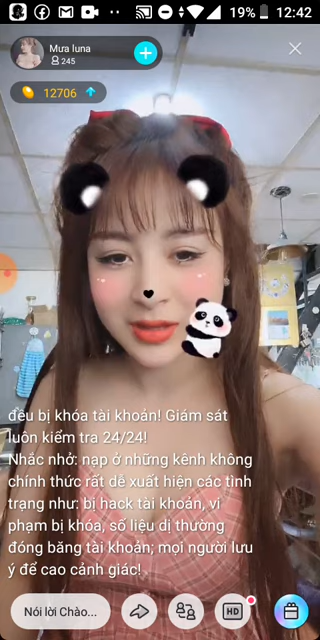 19% 12:42
Mưa luna
245
12706
đều bị khóa tài khoản! Giám sát
luôn kiểm tra 24/24!
Nhắc nhở: nạp ở những kênh không
chính thức rất dễ xuất hiện các tình
trạng như: bị hack tài khoản, vi
phạm bị khóa, số liệu dị thường
đóng băng tài khoản; mọi người lưu
ý để cao cảnh giác!
Nói lời Chào...
HD